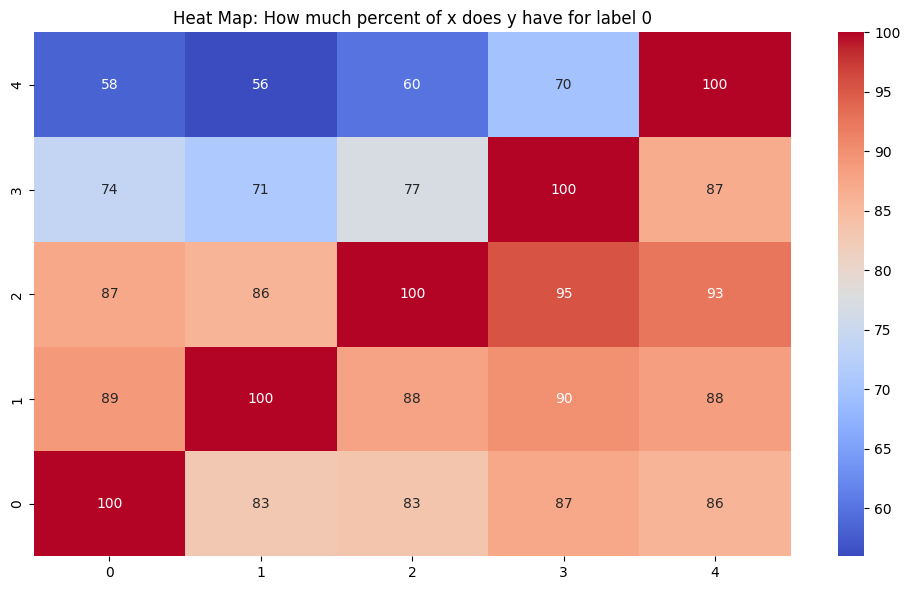 Heat Map: How much percent of x does y have for label 0
4 58 56 60 70 100
3 74 71 77 100 87
2 87 86 100 95 93
1 89 100 88 90 88
0 100 83 83 87 86
0 1 2 3 4
100
95
90
85
80
75
70
65
60